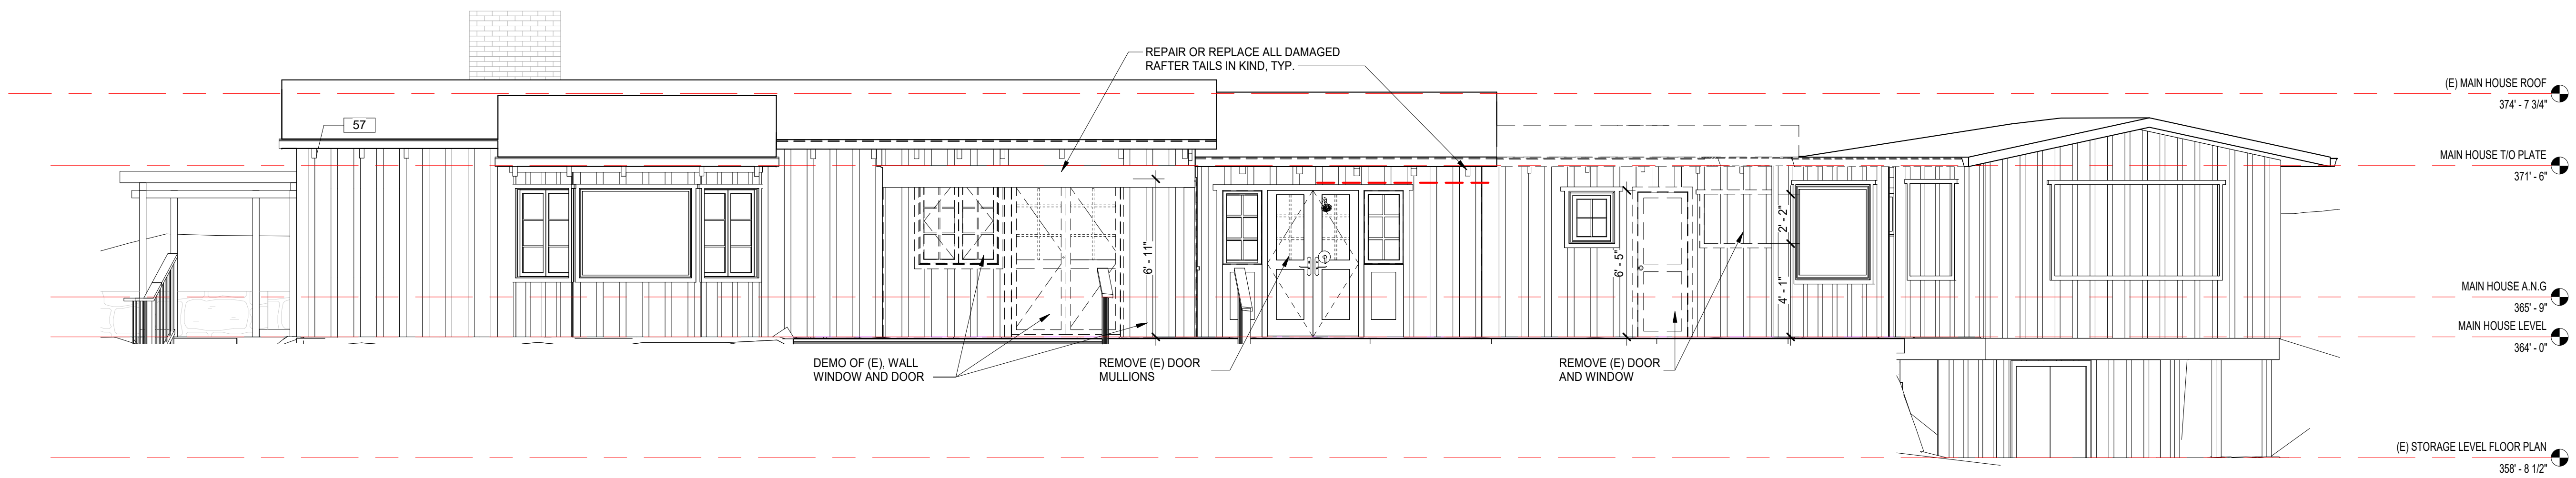 REPAIR OR REPLACE ALL DAMAGED
RAFTER TAILS IN KIND, TYP.
57
(E) MAIN HOUSE ROOF
374' - 7 3/4"
MAIN HOUSE T/O PLATE
371' - 6"
6' - 11"
6' - 5"
2' - 2"
4' - 1"
MAIN HOUSE A.N.G
365' - 9"
MAIN HOUSE LEVEL
364' - 0"
DEMO OF (E), WALL
WINDOW AND DOOR
REMOVE (E) DOOR
MULLIONS
REMOVE (E) DOOR
AND WINDOW
(E) STORAGE LEVEL FLOOR PLAN
358' - 8 1/2"